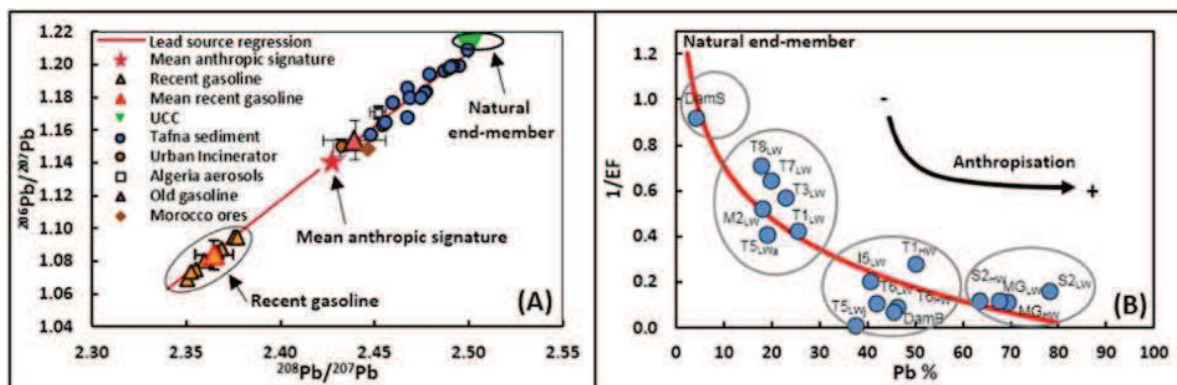 1.22
1.20
1.18
1.16
1.14
1.12
1.10
1.08
1.06
1.04
²⁰⁶Pb/²⁰⁷Pb
Lead source regression
Mean anthropic signature
Recent gasoline
Mean recent gasoline
UCC
Tafna sediment
Urban Incinerator
Algeria aerosols
Old gasoline
Morocco ores
Natural
end-member
Mean anthropic signature
Recent gasoline
(A)
2.30 2.35 2.40 2.45 2.50 2.55
²⁰⁸Pb/²⁰⁷Pb
1.2
1.0
0.8
0.6
0.4
0.2
0.0
1/EF
Natural end-member
DamS
-
Anthropisation
+
T8LW
T7LW
T3LW
M2LW
T1LW
T5LWa
I5LW
T1HW
T6LW
T5LWj
DamB
S2HW
MGLW
S2LW
MGHW
(B)
0 10 20 30 40 50 60 70 80 90 100
Pb %